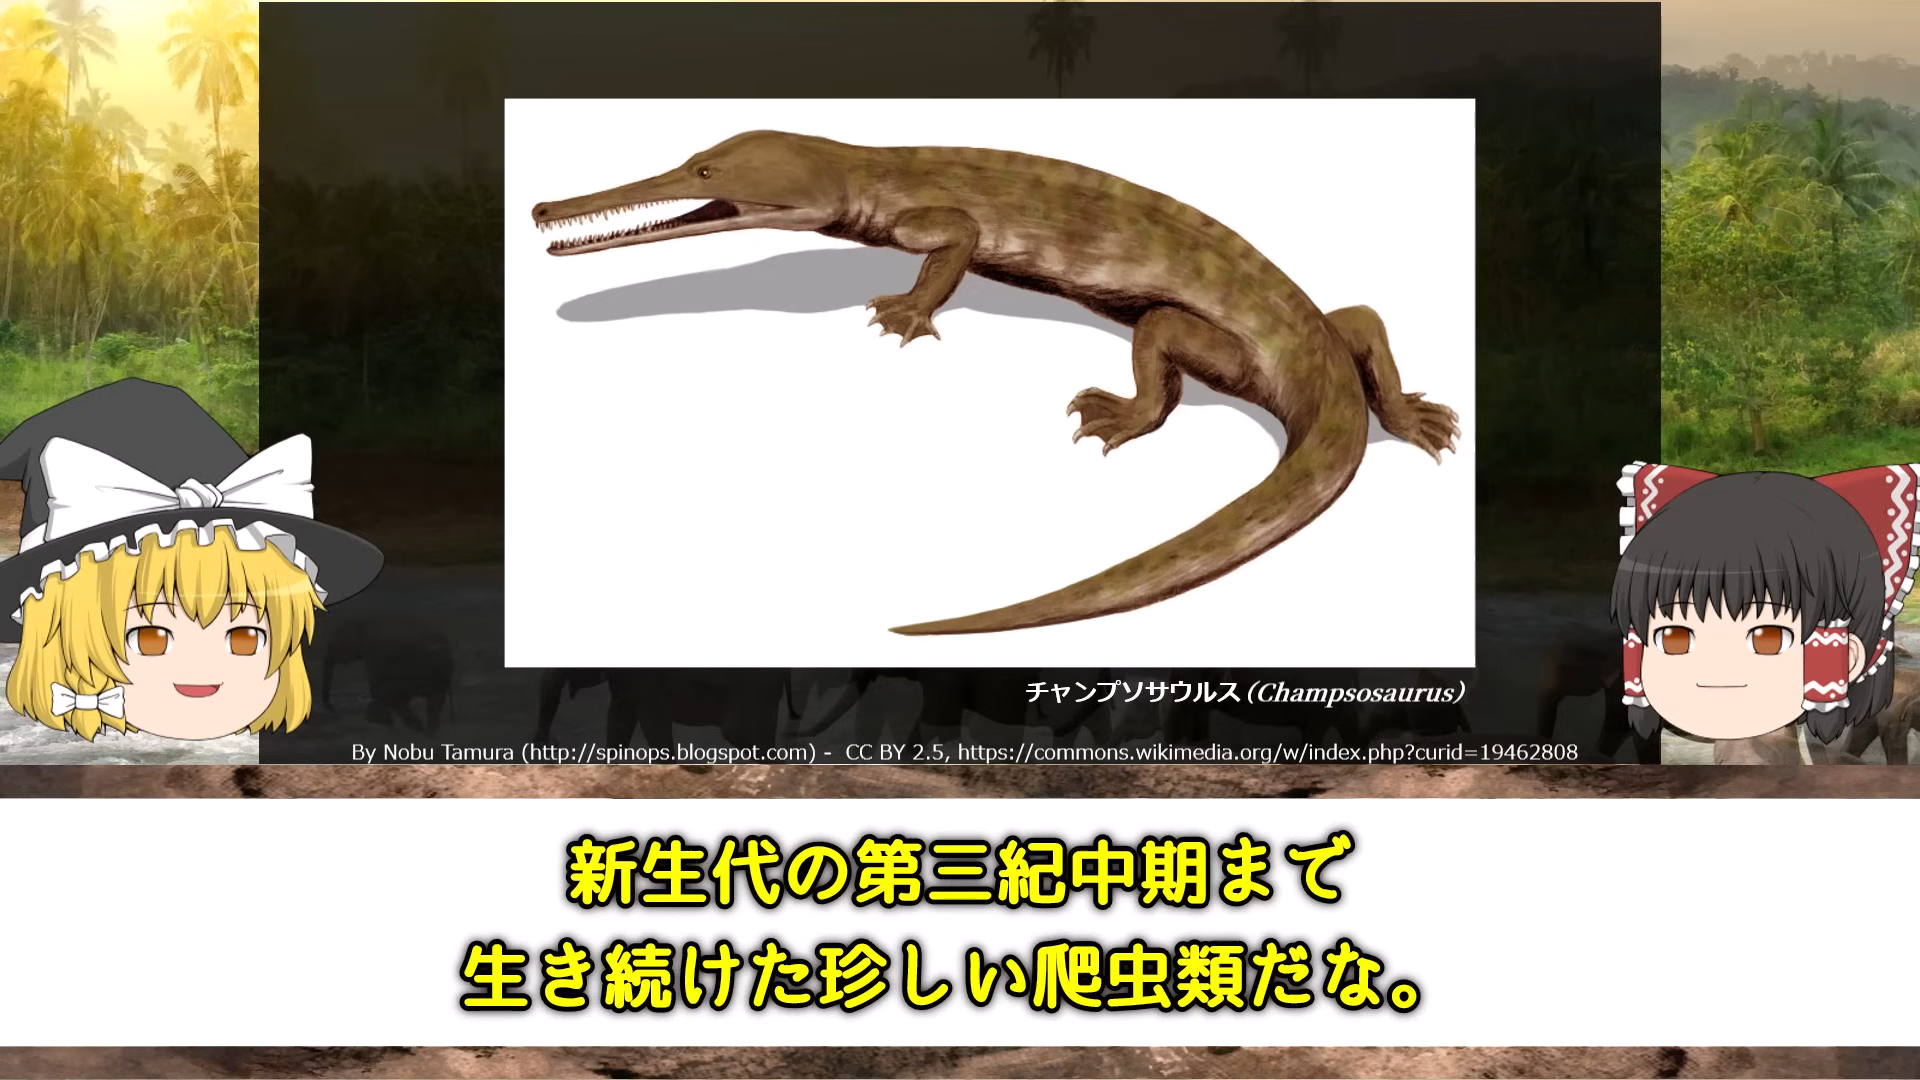 チャンプソサウルス（Champsosaurus）
By Nobu Tamura (http://spinops.blogspot.com) -  CC BY 2.5, https://commons.wikimedia.org/w/index.php?curid=19462808
新生代の第三紀中期まで
生き続けた珍しい爬虫類だな。